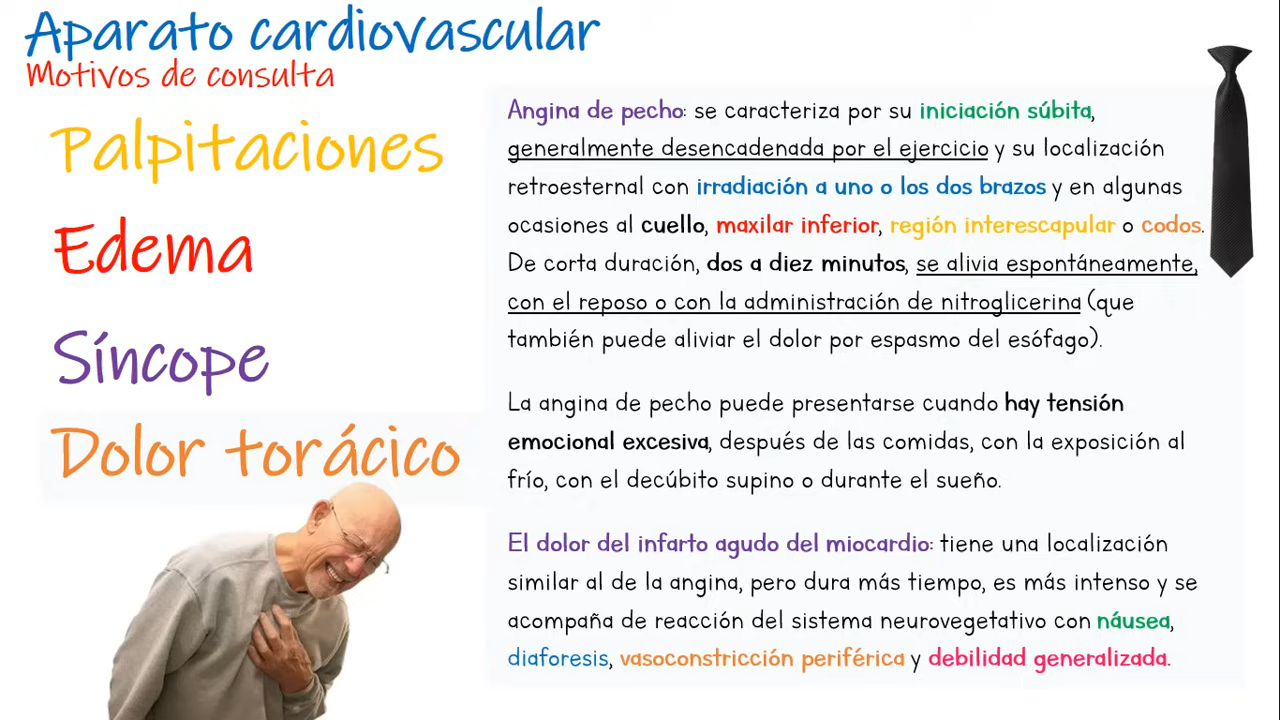 Aparato cardiovascular
Motivos de consulta
Palpitaciones
Edema
Síncope
Dolor torácico
Angina de pecho: se caracteriza por su iniciación súbita,
generalmente desencadenada por el ejercicio y su localización
retroesternal con irradiación a uno o los dos brazos y en algunas
ocasiones al cuello, maxilar inferior, región interescapular o codos.
De corta duración, dos a diez minutos, se alivia espontáneamente,
con el reposo o con la administración de nitroglicerina (que
también puede aliviar el dolor por espasmo del esófago).
La angina de pecho puede presentarse cuando hay tensión
emocional excesiva, después de las comidas, con la exposición al
frío, con el decúbito supino o durante el sueño.
El dolor del infarto agudo del miocardio: tiene una localización
similar al de la angina, pero dura más tiempo, es más intenso y se
acompaña de reacción del sistema neurovegetativo con náusea,
diaforesis, vasoconstricción periférica y debilidad generalizada.